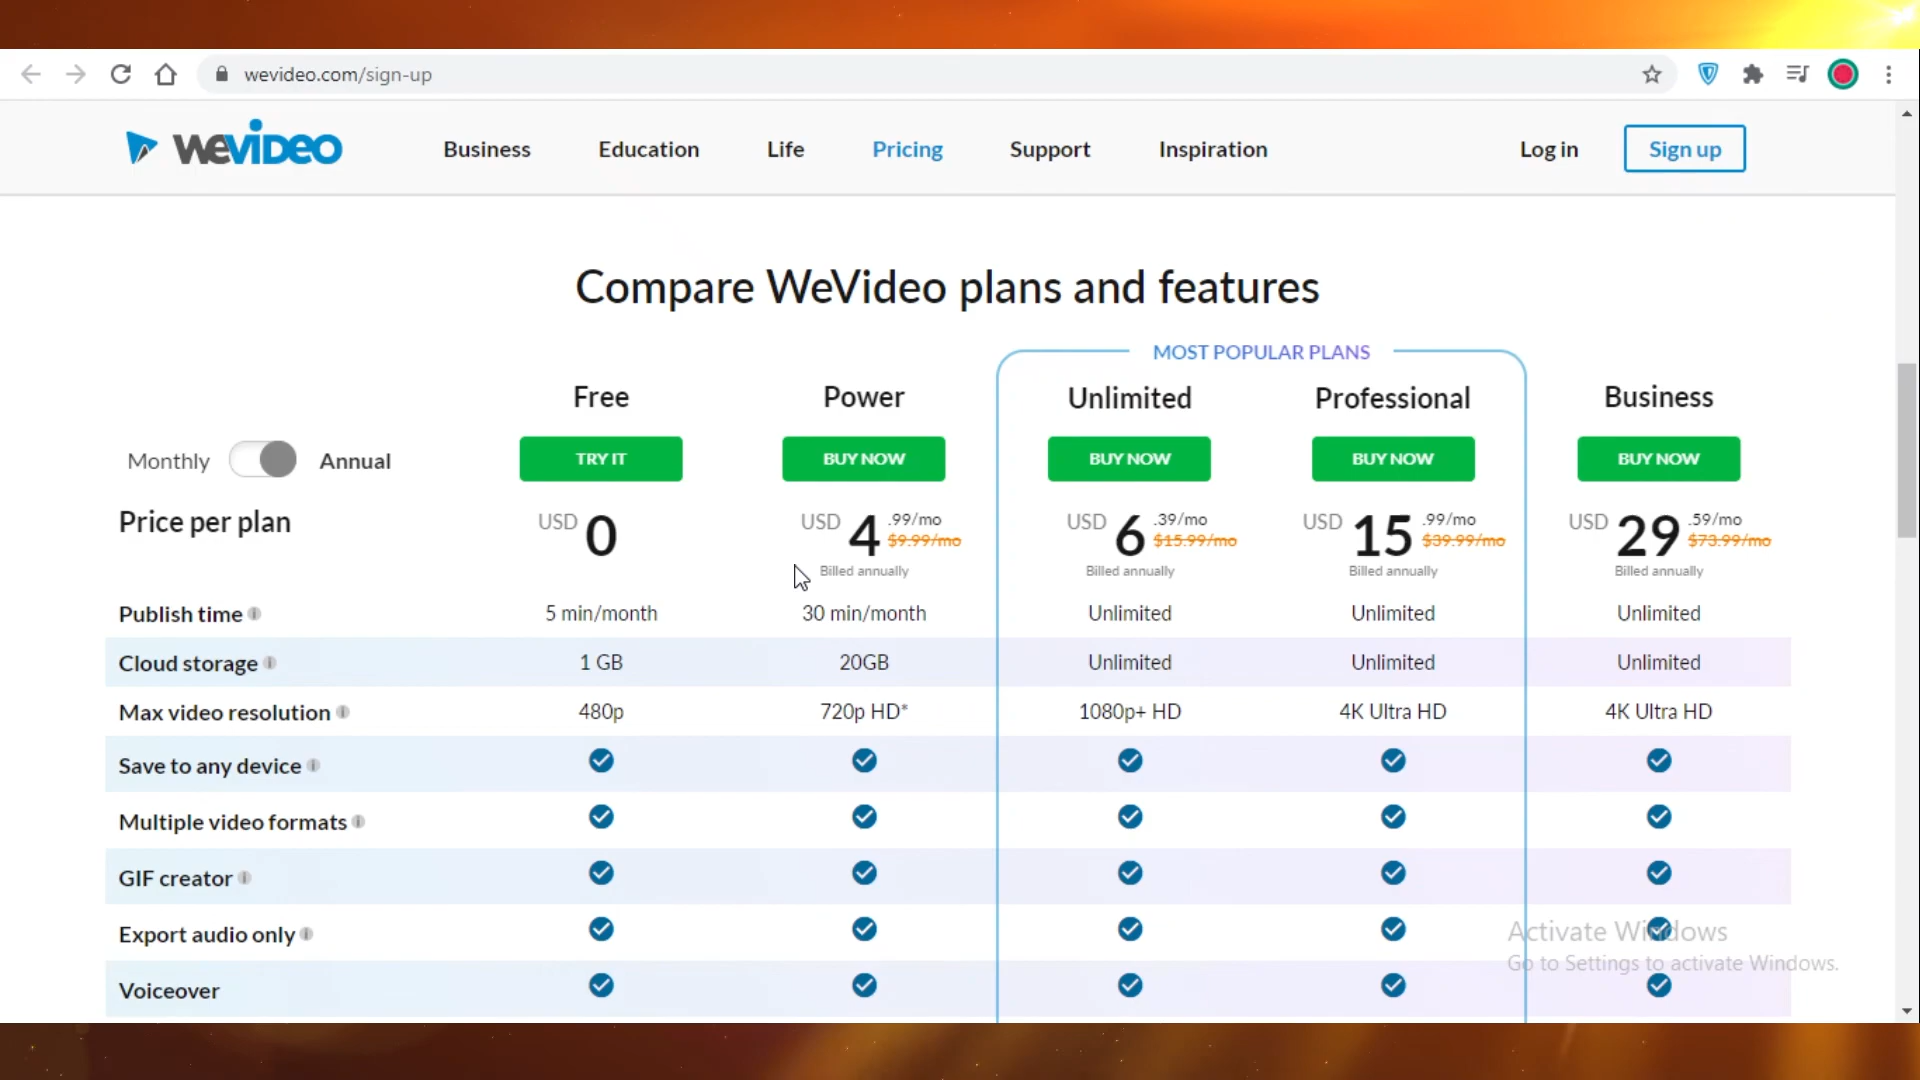 wevideo.com/sign-up
WEVIDEO Business Education Life Pricing Support Inspiration Log in Sign up
Compare WeVideo plans and features
MOST POPULAR PLANS
Free Power Unlimited Professional Business
Monthly Annual TRY IT BUY NOW BUY NOW BUY NOW BUY NOW
Price per plan USD 0 USD 4 .99/mo $9.99/mo USD 6 .39/mo $15.99/mo USD 15 .99/mo $39.99/mo USD 29 .59/mo $73.99/mo
Billed annually Billed annually Billed annually Billed annually
Publish time 5 min/month 30 min/month Unlimited Unlimited Unlimited
Cloud storage 1 GB 20GB Unlimited Unlimited Unlimited
Max video resolution 480p 720p HD* 1080p+ HD 4K Ultra HD 4K Ultra HD
Save to any device
Multiple video formats
GIF creator
Export audio only
Activate Windows
Go to Settings to activate Windows.
Voiceover